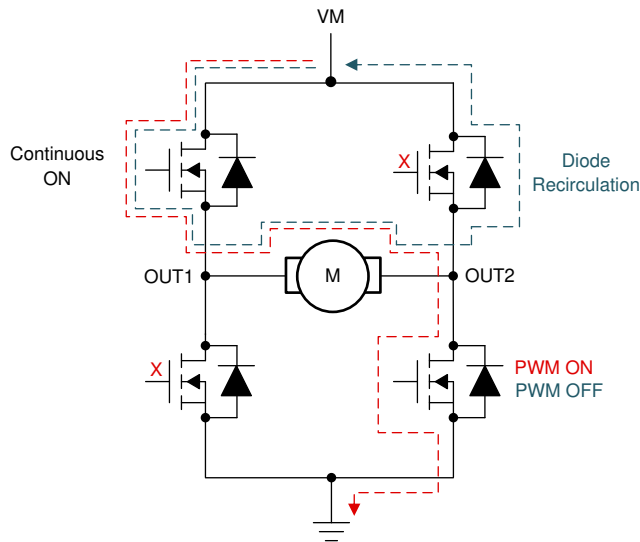 VM
Continuous
ON
X
Diode
Recirculation
OUT1
M
OUT2
X
PWM ON
PWM OFF